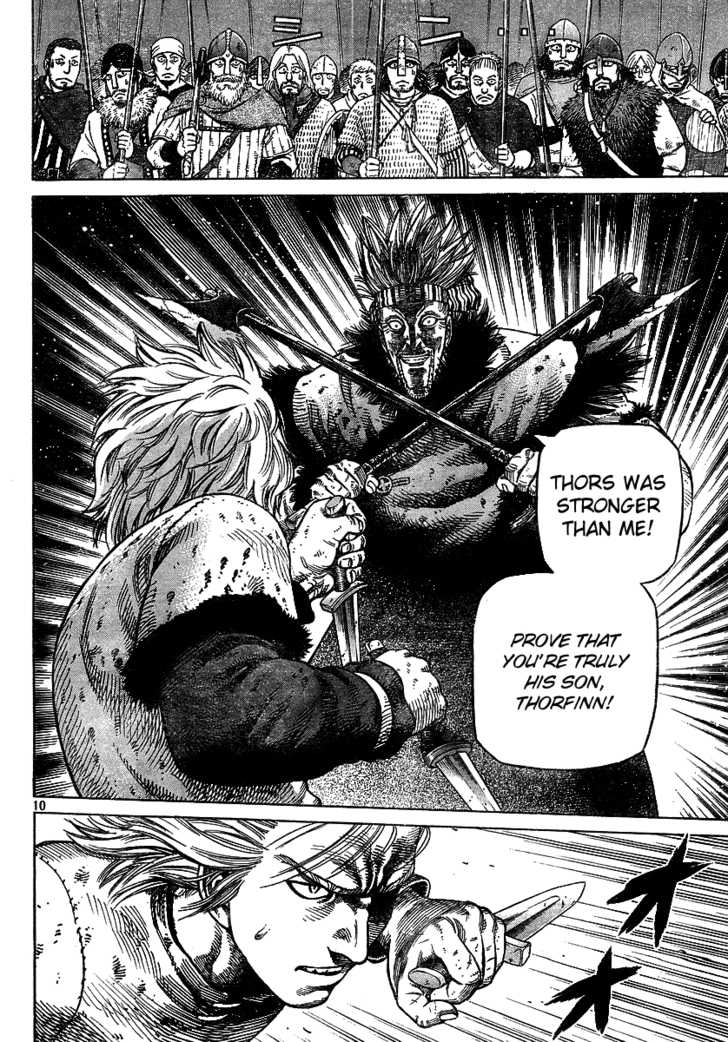 THORS WAS
STRONGER
THAN ME!
PROVE THAT
YOU'RE TRULY
HIS SON,
THORFINN!
10